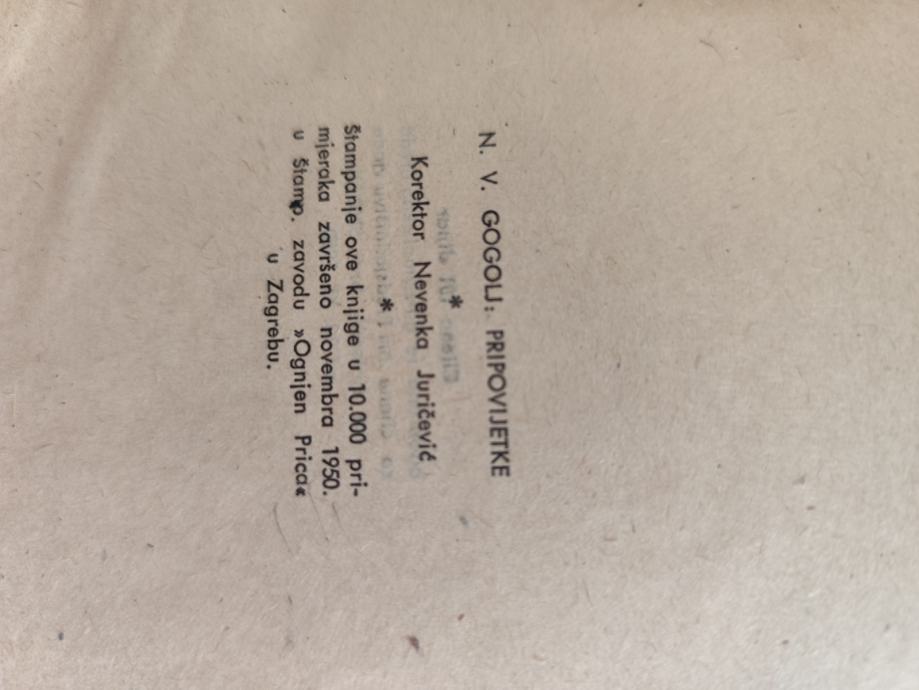 N. V. GOGOLJ: PRIPOVIJETKE
*
Korektor Nevenka Juričević
*
Štampanje ove knjige u 10.000 pri-
mjeraka završeno novembra 1950.
u štamp. zavodu »Ognjen Prica«
u Zagrebu.